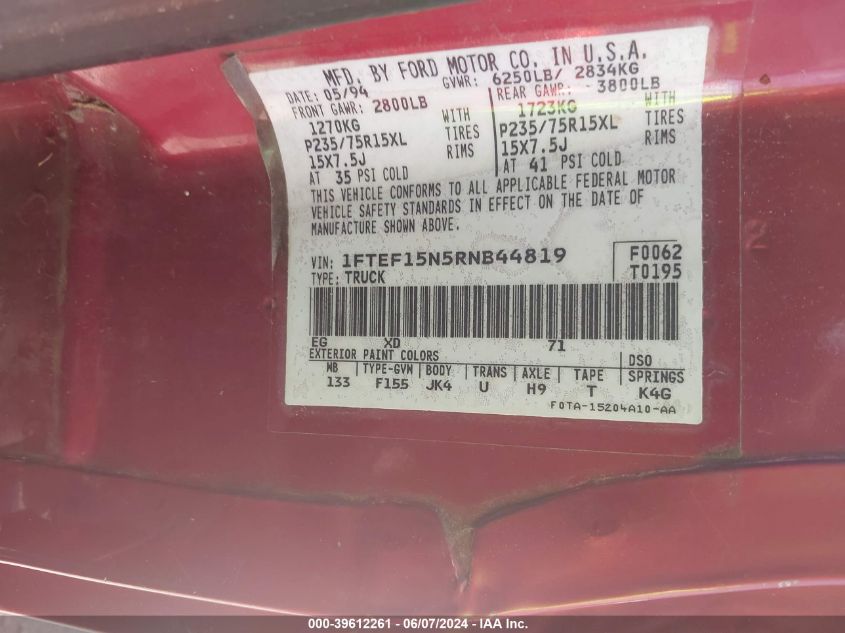 MFD. BY FORD MOTOR CO. IN U.S.A.
DATE: 05/94 GVWR: 6250LB/ 2834KG
FRONT GAWR: 2800LB REAR GAWR: 3800LB
1270KG WITH 1723KG WITH
P235/75R15XL TIRES P235/75R15XL TIRES
15X7.5J RIMS 15X7.5J RIMS
AT 35 PSI COLD AT 41 PSI COLD
THIS VEHICLE CONFORMS TO ALL APPLICABLE FEDERAL MOTOR
VEHICLE SAFETY STANDARDS IN EFFECT ON THE DATE OF
MANUFACTURE SHOWN ABOVE.
VIN: 1FTEF15N5RNB44819 F0062
TYPE: TRUCK T0195
EG XD 71
EXTERIOR PAINT COLORS DSO
WB TYPE-GVM BODY TRANS AXLE TAPE SPRINGS
133 F155 JK4 U H9 T K4G
F0TA-15204A10-AA
000-39612261 - 06/07/2024 - IAA Inc.